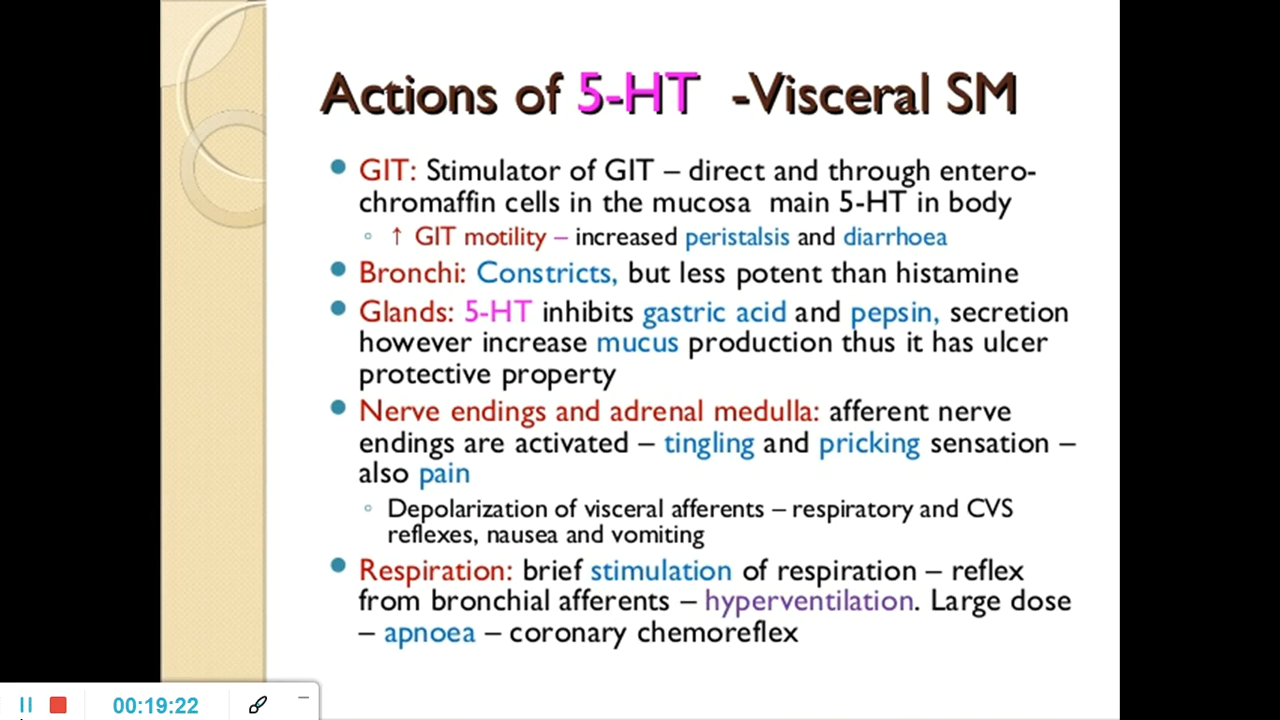 Actions of 5-HT -Visceral SM
GIT: Stimulator of GIT – direct and through entero-
chromaffin cells in the mucosa main 5-HT in body
↑ GIT motility – increased peristalsis and diarrhoea
Bronchi: Constricts, but less potent than histamine
Glands: 5-HT inhibits gastric acid and pepsin, secretion
however increase mucus production thus it has ulcer
protective property
Nerve endings and adrenal medulla: afferent nerve
endings are activated – tingling and pricking sensation –
also pain
Depolarization of visceral afferents – respiratory and CVS
reflexes, nausea and vomiting
Respiration: brief stimulation of respiration – reflex
from bronchial afferents – hyperventilation. Large dose
– apnoea – coronary chemoreflex
00:19:22